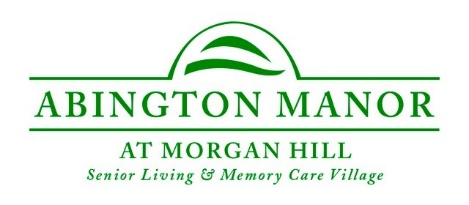 ABINGTON MANOR
AT MORGAN HILL
Senior Living & Memory Care Village